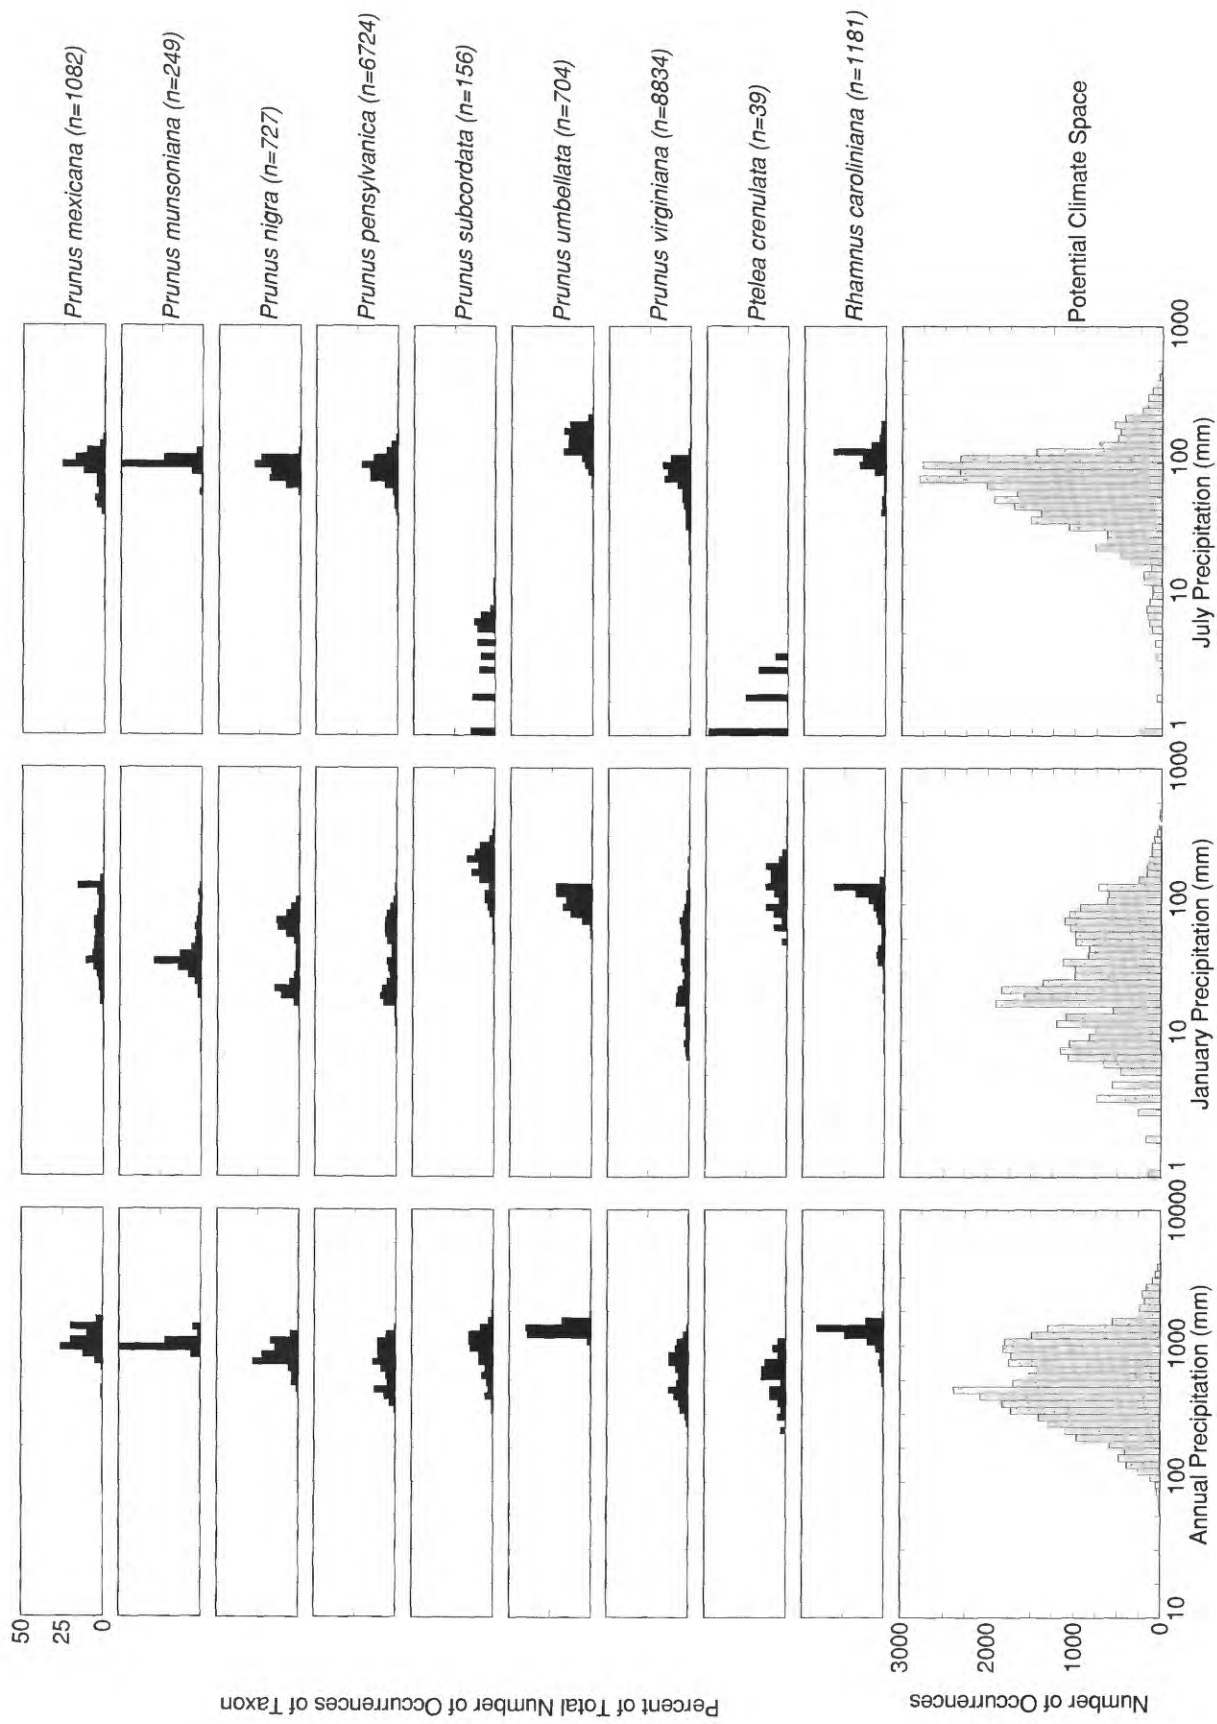 50
25
0
Percent of Total Number of Occurrences of Taxon
Prunus mexicana (n=1082)
Prunus munsoniana (n=249)
Prunus nigra (n=727)
Prunus pensylvanica (n=6724)
Prunus subcordata (n=156)
Prunus umbellata (n=704)
Prunus virginiana (n=8834)
Ptelea crenulata (n=39)
Rhamnus caroliniana (n=1181)
Potential Climate Space
3000
2000
1000
0
Number of Occurrences
10 100 1000 10000
Annual Precipitation (mm)
1 10 100 1000
January Precipitation (mm)
1 10 100 1000
July Precipitation (mm)